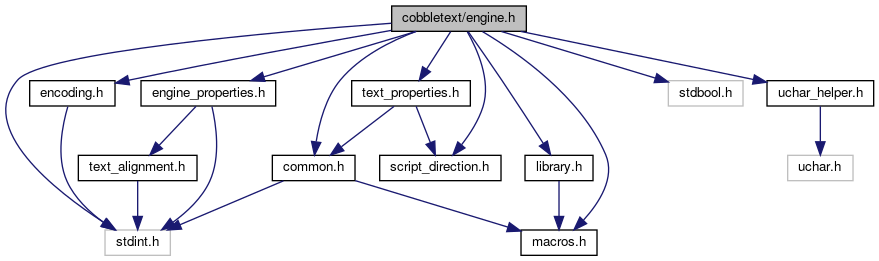 cobbletext/engine.h
encoding.h
engine_properties.h
text_properties.h
stdbool.h
uchar_helper.h
text_alignment.h
common.h
script_direction.h
library.h
uchar.h
stdint.h
macros.h